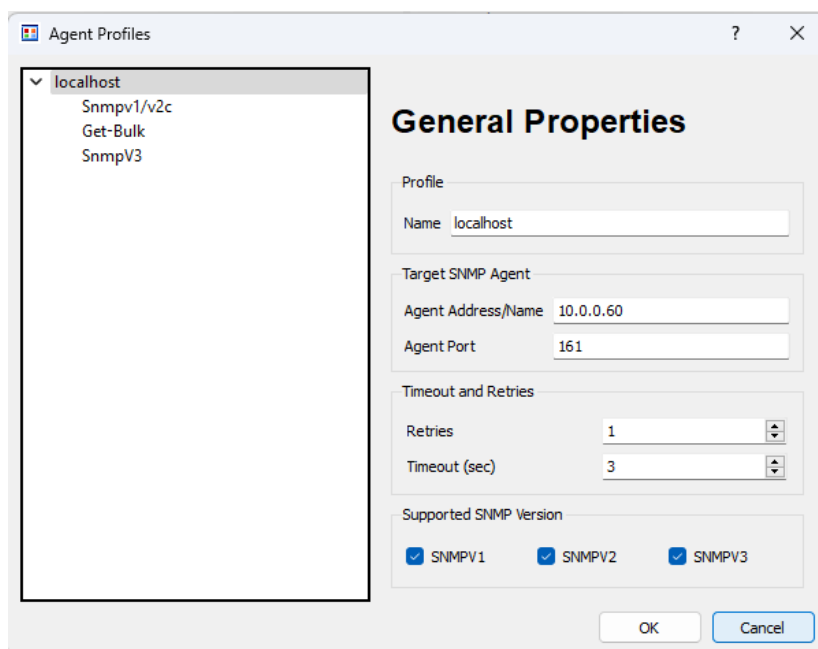 Agent Profiles
?
localhost
Snmpv1/v2c
Get-Bulk
SnmpV3
General Properties
Profile
Name localhost
Target SNMP Agent
Agent Address/Name 10.0.0.60
Agent Port 161
Timeout and Retries
Retries 1
Timeout (sec) 3
Supported SNMP Version
SNMPV1 SNMPV2 SNMPV3
OK Cancel